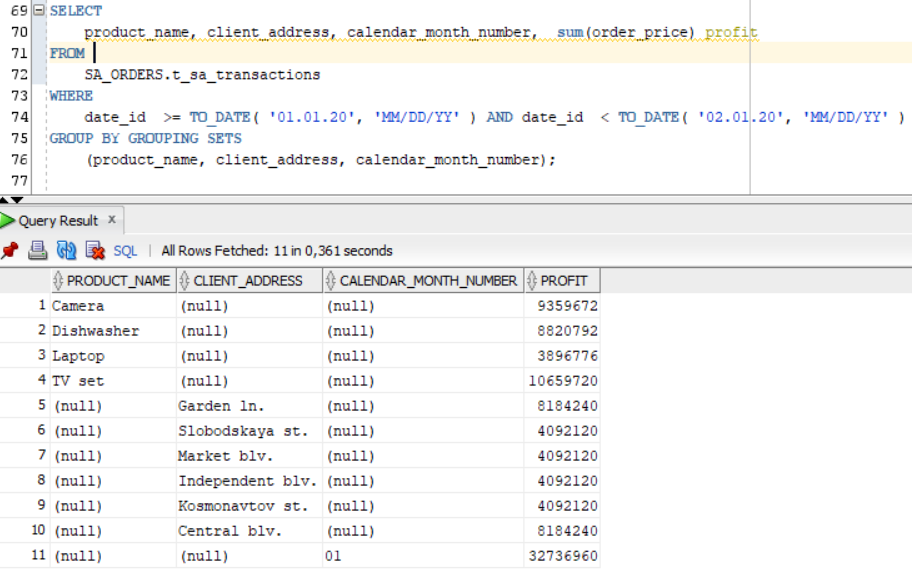 69 SELECT
70 product_name, client_address, calendar_month_number, sum(order_price) profit
71 FROM
72 SA_ORDERS.t_sa_transactions
73 WHERE
74 date_id >= TO_DATE( '01.01.20', 'MM/DD/YY' ) AND date_id < TO_DATE( '02.01.20', 'MM/DD/YY' )
75 GROUP BY GROUPING SETS
76 (product_name, client_address, calendar_month_number);
77
Query Result x
SQL | All Rows Fetched: 11 in 0,361 seconds
PRODUCT_NAME CLIENT_ADDRESS CALENDAR_MONTH_NUMBER PROFIT
1 Camera (null) (null) 9359672
2 Dishwasher (null) (null) 8820792
3 Laptop (null) (null) 3896776
4 TV set (null) (null) 10659720
5 (null) Garden ln. (null) 8184240
6 (null) Slobodskaya st. (null) 4092120
7 (null) Market blv. (null) 4092120
8 (null) Independent blv. (null) 4092120
9 (null) Kosmonavtov st. (null) 4092120
10 (null) Central blv. (null) 8184240
11 (null) (null) 01 32736960